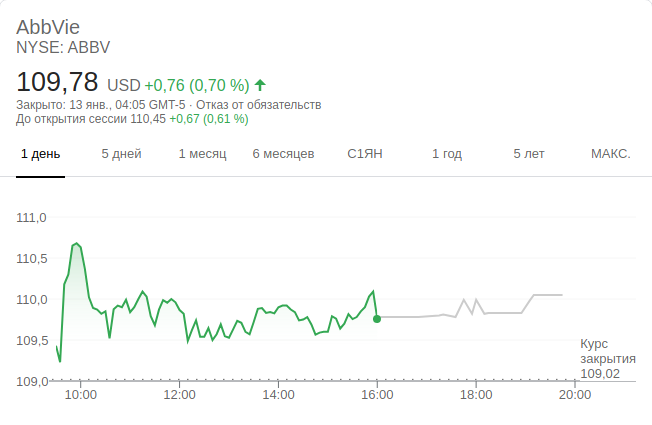 AbbVie
NYSE: ABBV
109,78 USD +0,76 (0,70 %)
Закрыто: 13 янв., 04:05 GMT-5 · Отказ от обязательств
До открытия сессии 110,45 +0,67 (0,61 %)
1 день 5 дней 1 месяц 6 месяцев С1ЯН 1 год 5 лет МАКС.
111,0
110,5
110,0
109,5
Курс
закрытия
109,02
109,0
10:00 12:00 14:00 16:00 18:00 20:00